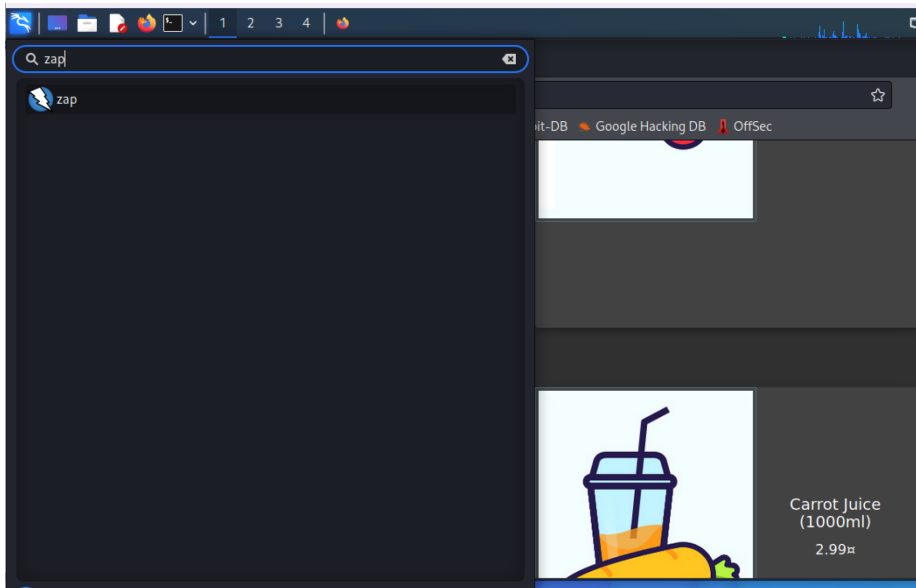 1 2 3 4
zap
zap
it-DB Google Hacking DB OffSec
Carrot Juice
(1000ml)
2.99¤